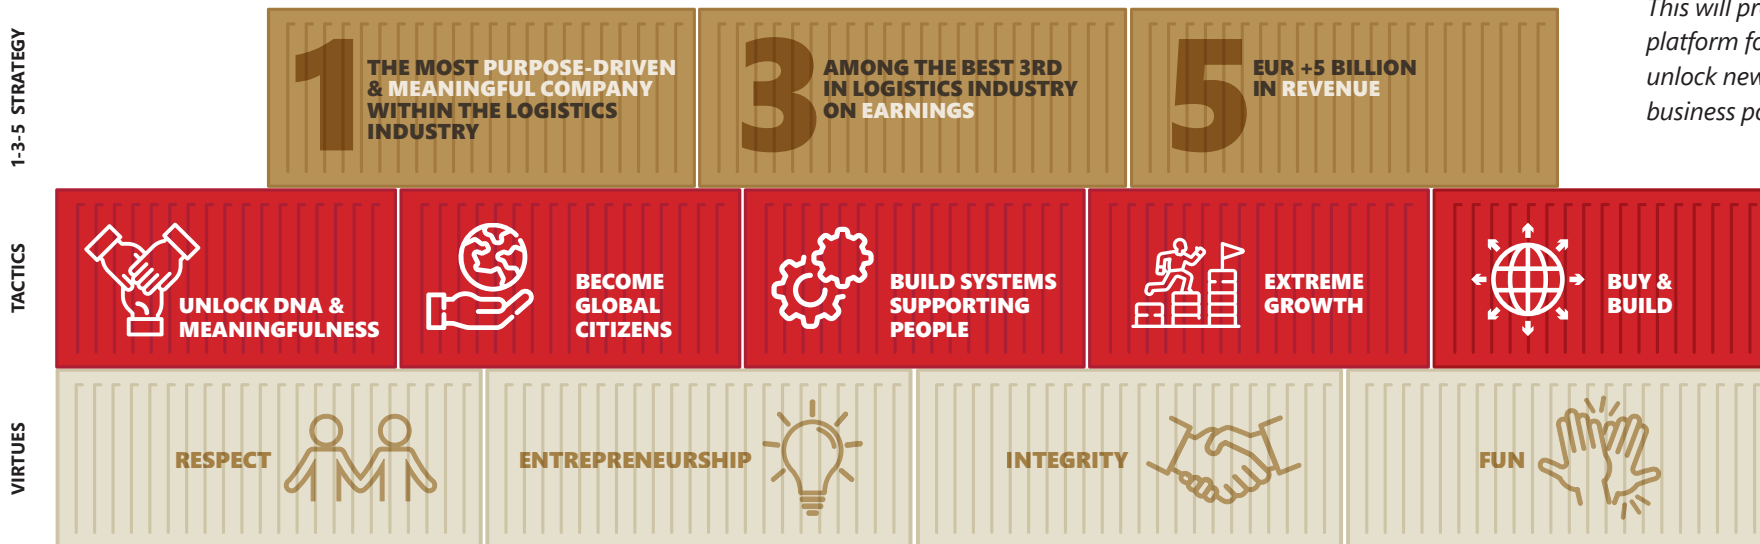 This will pr
platform fo
unlock new
business po
1-3-5 STRATEGY
1
THE MOST PURPOSE-DRIVEN
& MEANINGFUL COMPANY
WITHIN THE LOGISTICS
INDUSTRY
3
AMONG THE BEST 3RD
IN LOGISTICS INDUSTRY
ON EARNINGS
5
EUR +5 BILLION
IN REVENUE
TACTICS
UNLOCK DNA &
MEANINGFULNESS
BECOME
GLOBAL
CITIZENS
BUILD SYSTEMS
SUPPORTING
PEOPLE
EXTREME
GROWTH
BUY &
BUILD
VIRTUES
RESPECT
ENTREPRENEURSHIP
INTEGRITY
FUN